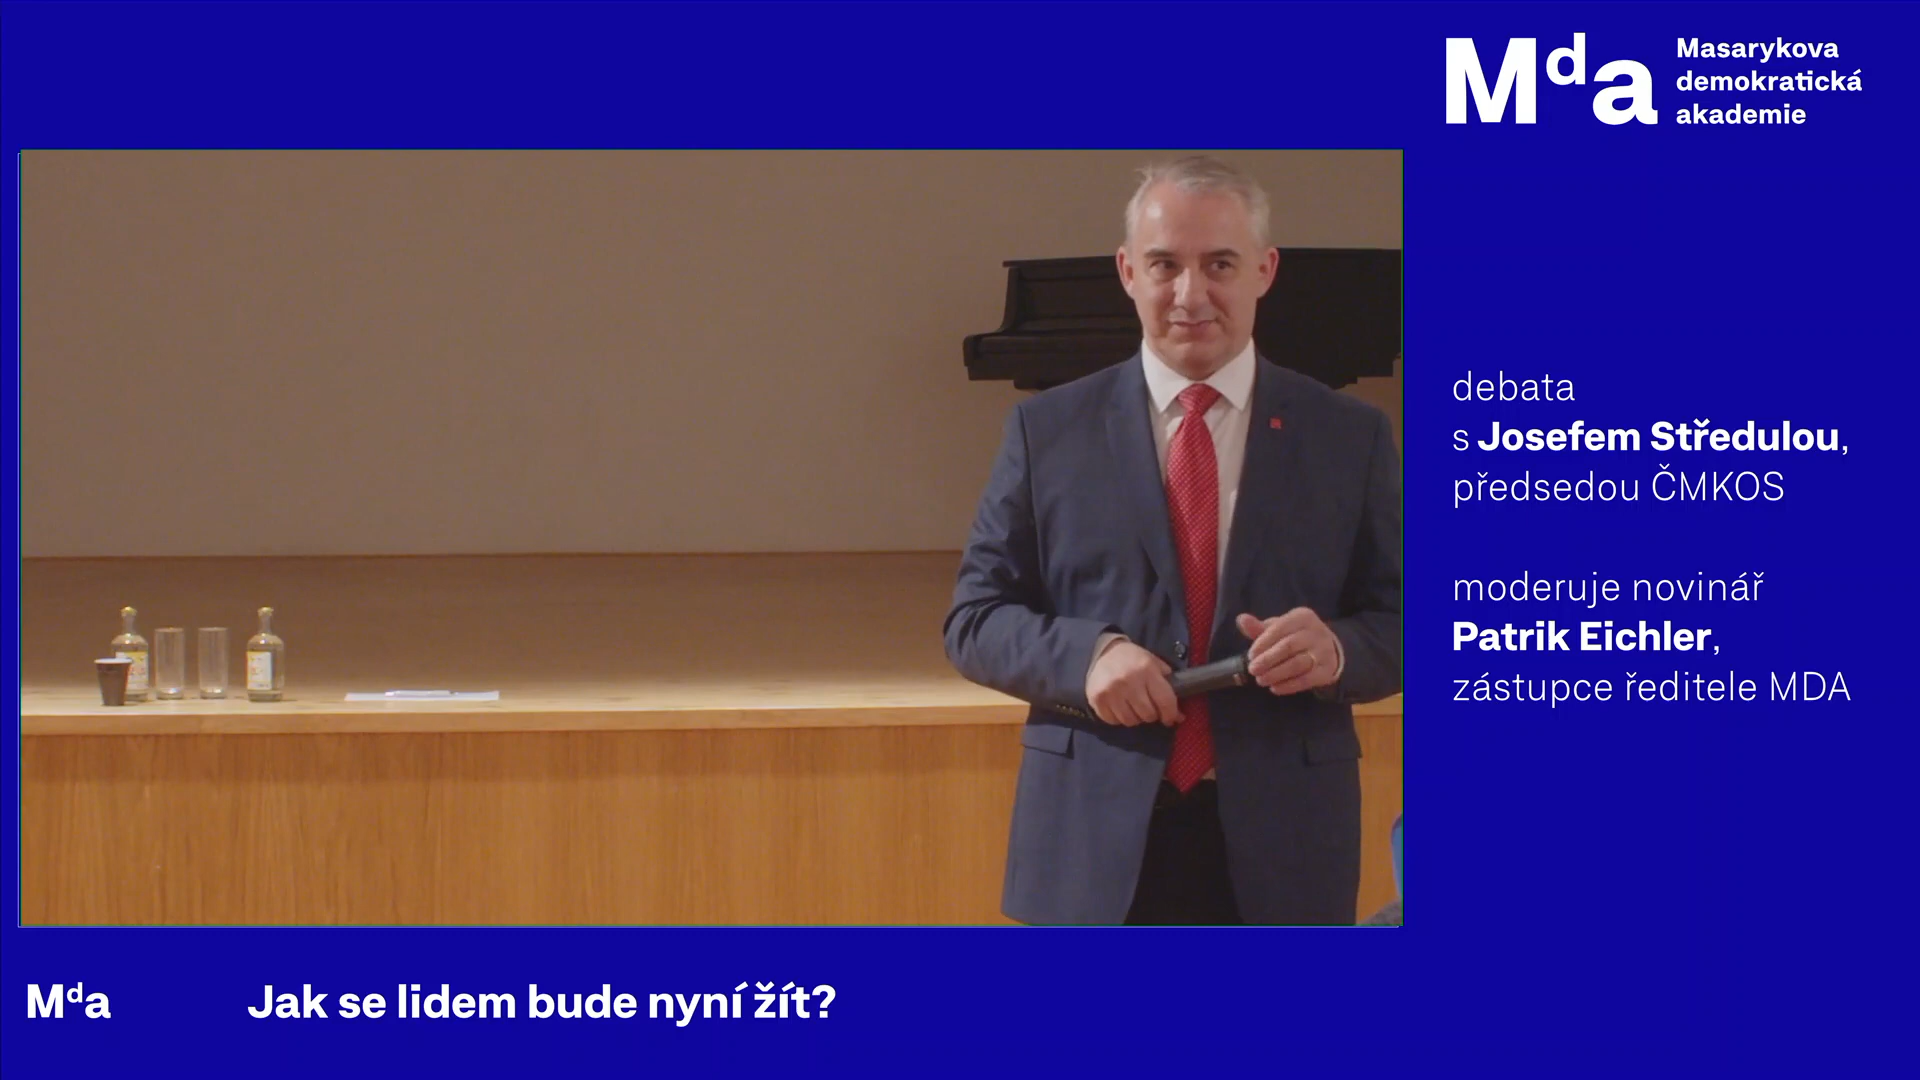 Mda
Masarykova
demokratická
akademie
debata
s Josefem Středulou,
předsedou ČMKOS
moderuje novinář
Patrik Eichler,
zástupce ředitele MDA
Mda
Jak se lidem bude nyní žít?